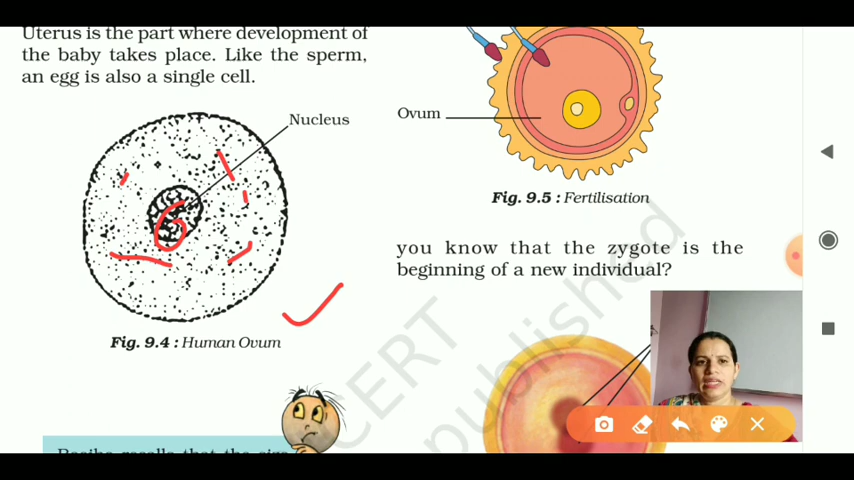 Uterus is the part where development of
the baby takes place. Like the sperm,
an egg is also a single cell.
Nucleus
Fig. 9.4 : Human Ovum
Ovum
Fig. 9.5 : Fertilisation
you know that the zygote is the
beginning of a new individual?
CERT
published